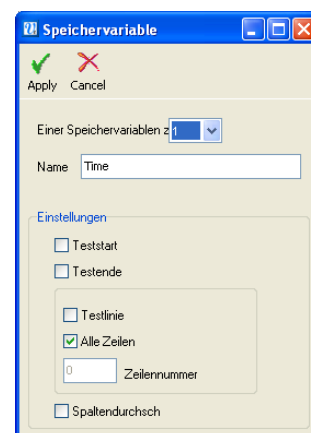 Speichervariable
Apply Cancel
Einer Speichervariablen z 1
Name Time
Einstellungen
Teststart
Testende
Testlinie
Alle Zeilen
0 Zeilennummer
Spaltendurchsch